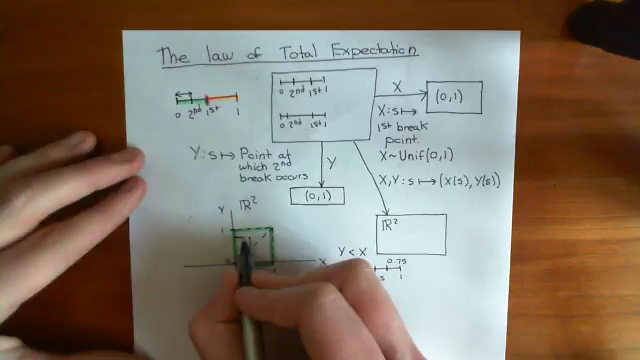 The Law of Total Expectation
0 2nd 1st 1
0 2nd 1st 1
0 2nd 1st 1
X
(0,1)
X: s ↦
1st break
point.
X ~ Unif(0,1)
Y: s ↦ Point at
which 2nd
break occurs
Y
(0,1)
X,Y: s ↦ (X(s), Y(s))
ℝ²
Y
ℝ²
1
X
Y < X
0.75
1